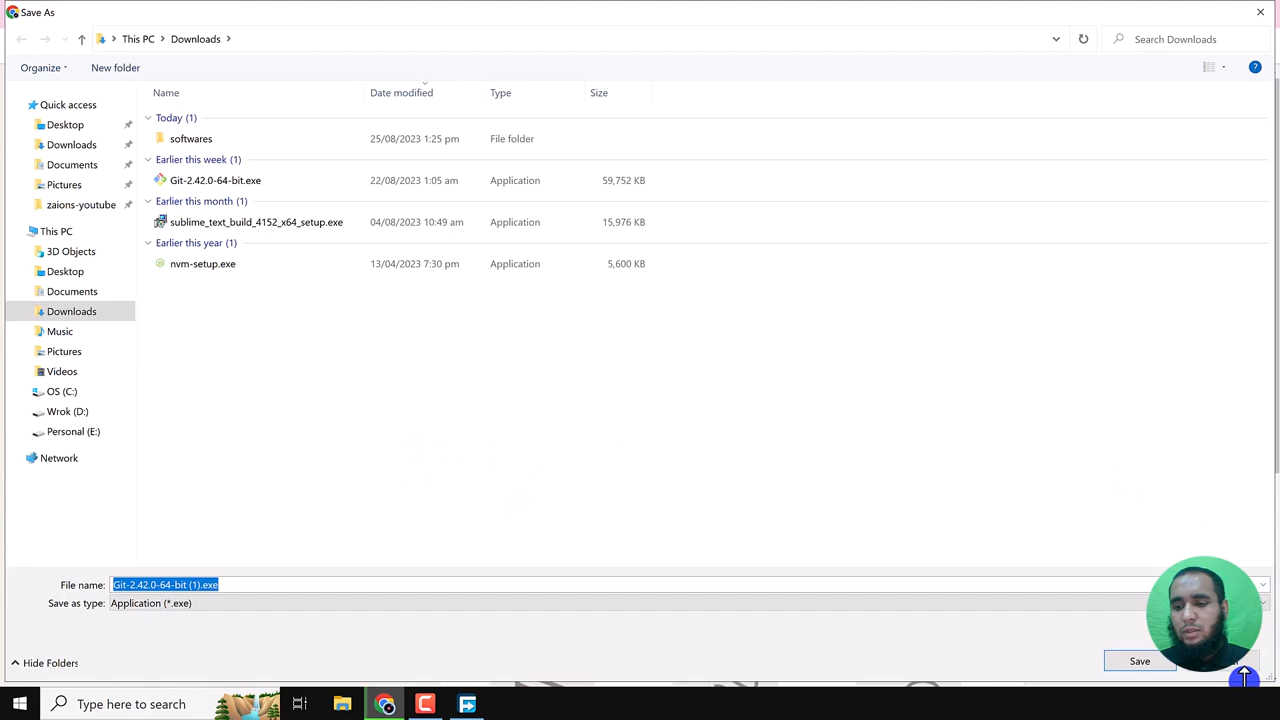 Save As
This PC
Downloads
Search Downloads
Organize
New folder
Name
Date modified
Type
Size
Quick access
Desktop
Downloads
Documents
Pictures
zaions-youtube
This PC
3D Objects
Desktop
Documents
Downloads
Music
Pictures
Videos
OS (C:)
Wrok (D:)
Personal (E:)
Network
Today (1)
softwares 25/08/2023 1:25 pm File folder
Earlier this week (1)
Git-2.42.0-64-bit.exe 22/08/2023 1:05 am Application 59,752 KB
Earlier this month (1)
sublime_text_build_4152_x64_setup.exe 04/08/2023 10:49 am Application 15,976 KB
Earlier this year (1)
nvm-setup.exe 13/04/2023 7:30 pm Application 5,600 KB
File name: Git-2.42.0-64-bit (1).exe
Save as type: Application (*.exe)
Hide Folders
Save
Type here to search